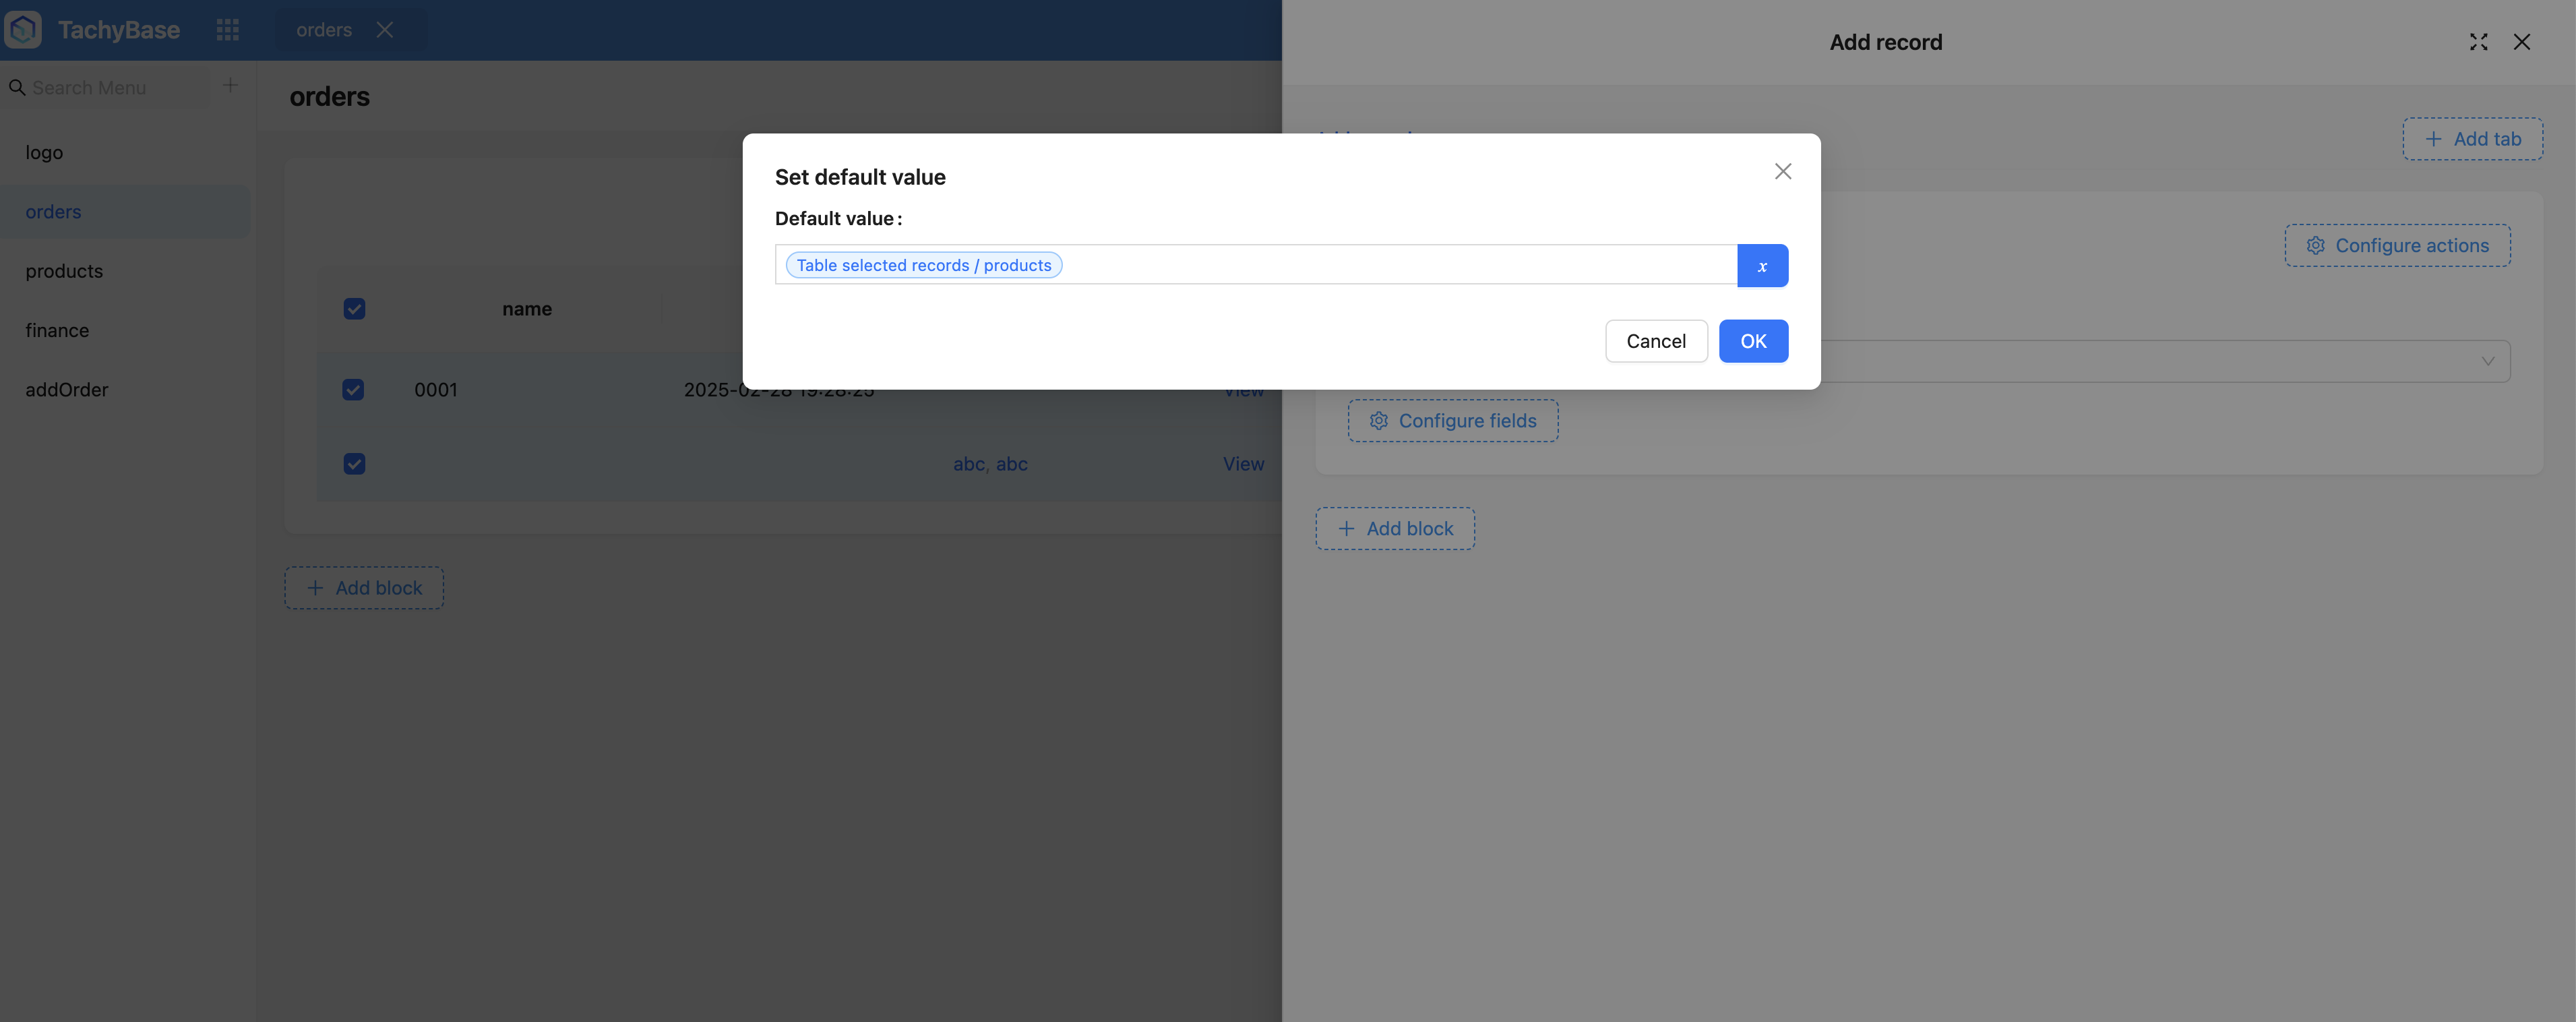 TachyBase
orders
Add record
Search Menu
orders
logo
orders
products
finance
addOrder
Add tab
Set default value
Default value:
Table selected records / products
x
Cancel
OK
Configure actions
name
0001
2025-02-28 19:28:25
View
abc, abc
View
Configure fields
Add block
Add block